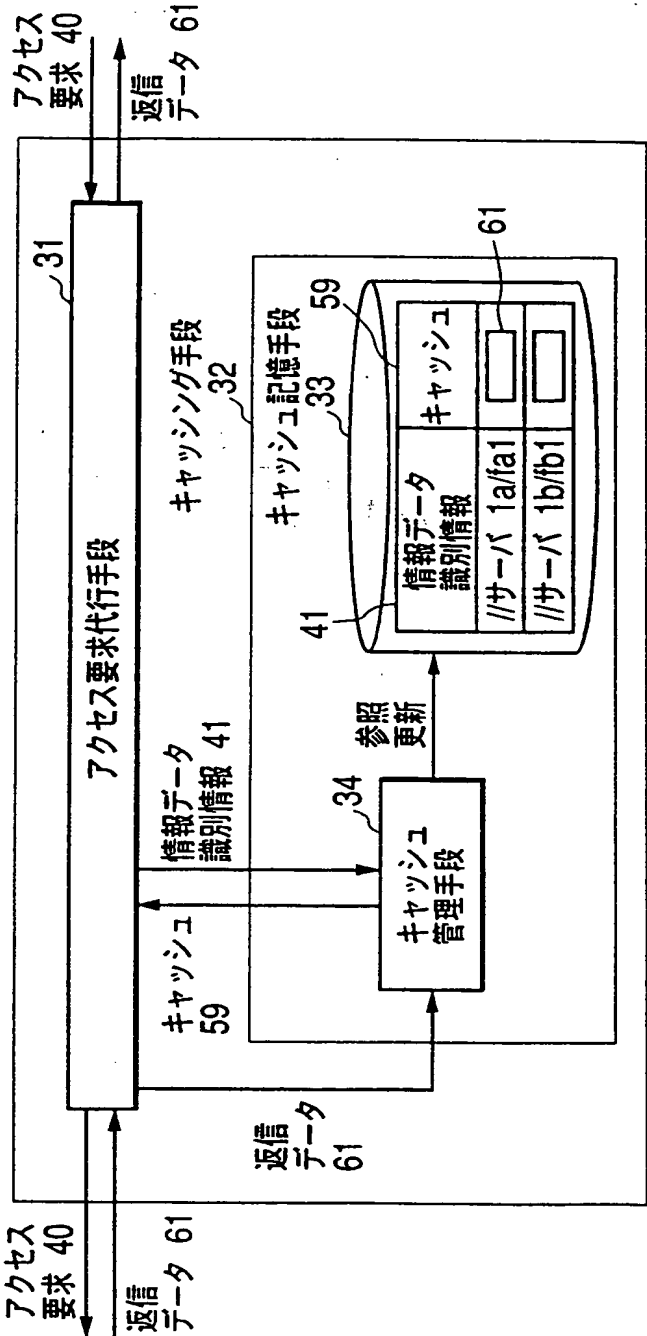 アクセス
要求 40
返信
データ 61
アクセス
要求 40
返信
データ 61
31
アクセス要求代行手段
キャッシング手段
32
情報データ
識別情報 41
キャッシュ
59
返信
データ
61
キャッシュ記憶手段
33
34
キャッシュ
管理手段
参照
更新
41
59
61
情報データ
識別情報
キャッシュ
//サーバ 1a/fa1
//サーバ 1b/fb1